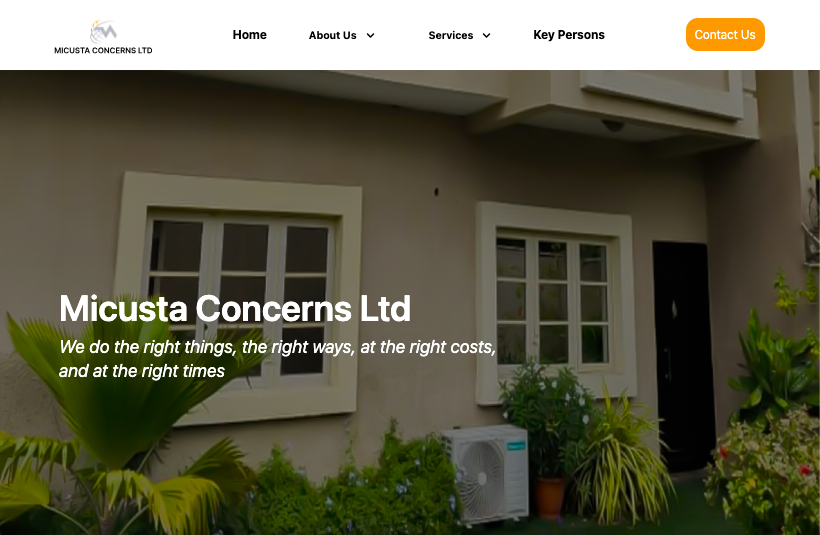 MICUSTA CONCERNS LTD
Home
About Us
Services
Key Persons
Contact Us
Micusta Concerns Ltd
We do the right things, the right ways, at the right costs,
and at the right times